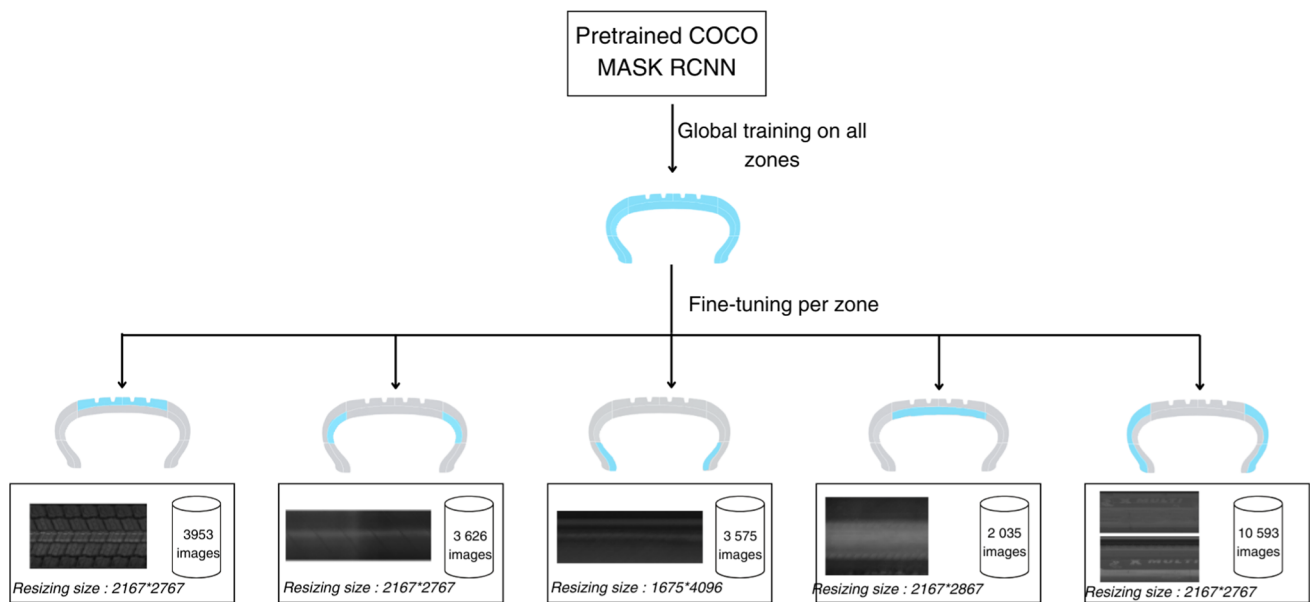 Pretrained COCO
MASK RCNN
Global training on all
zones
Fine-tuning per zone
3953
images
Resizing size : 2167*2767
3 626
images
Resizing size : 2167*2767
3 575
images
Resizing size : 1675*4096
2 035
images
Resizing size : 2167*2867
X MULTI
X MULTI
10 593
images
Resizing size : 2167*2767